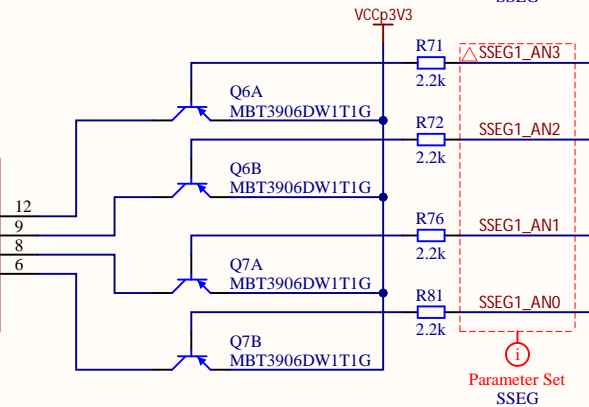 SSEG
VCCp3V3
R71
SSEG1_AN3
2.2k
Q6A
MBT3906DW1T1G
R72
SSEG1_AN2
2.2k
Q6B
MBT3906DW1T1G
12
9
8
6
R76
SSEG1_AN1
2.2k
Q7A
MBT3906DW1T1G
R81
SSEG1_AN0
2.2k
Q7B
MBT3906DW1T1G
i
Parameter Set
SSEG